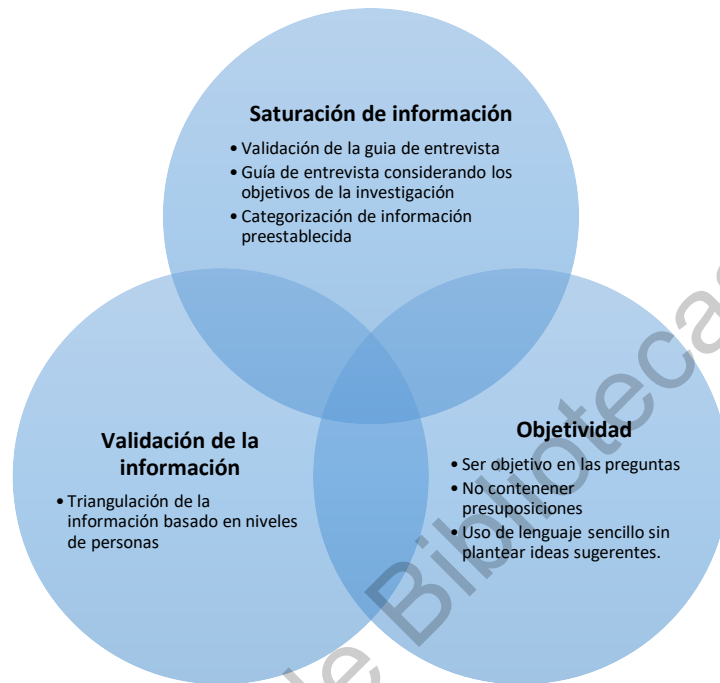 Saturación de información
• Validación de la guia de entrevista
• Guía de entrevista considerando los
objetivos de la investigación
• Categorización de información
preestablecida
Validación de la
información
• Triangulación de la
información basado en niveles
de personas
Objetividad
• Ser objetivo en las preguntas
• No contenener
presuposiciones
• Uso de lenguaje sencillo sin
plantear ideas sugerentes.
de Bibliotecas